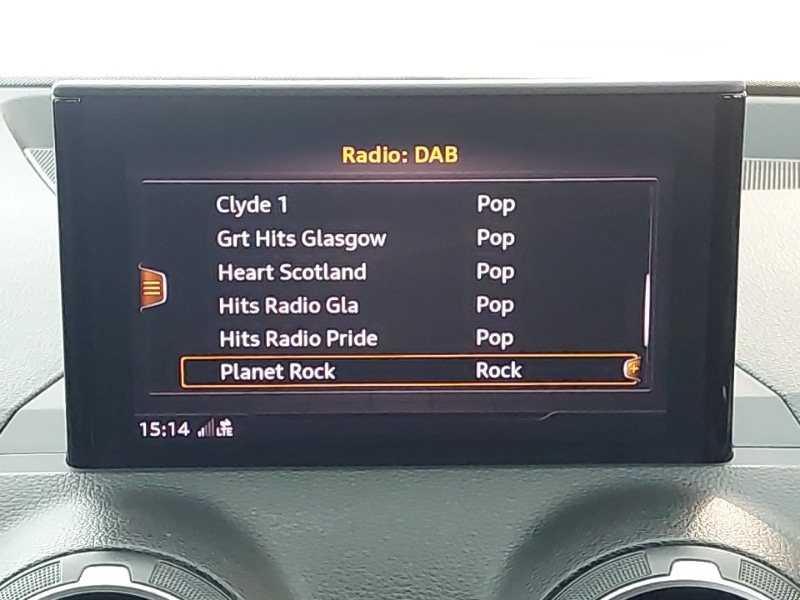 Radio: DAB
Clyde 1 Pop
Grt Hits Glasgow Pop
Heart Scotland Pop
Hits Radio Gla Pop
Hits Radio Pride Pop
Planet Rock Rock
15:14 LTE